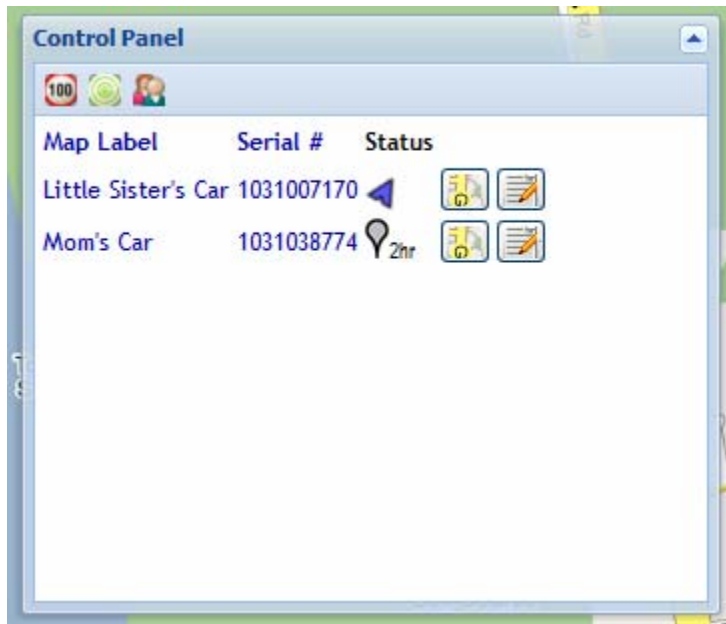 Control Panel
100
Map Label Serial # Status
Little Sister's Car 1031007170
Mom's Car 1031038774 2hr